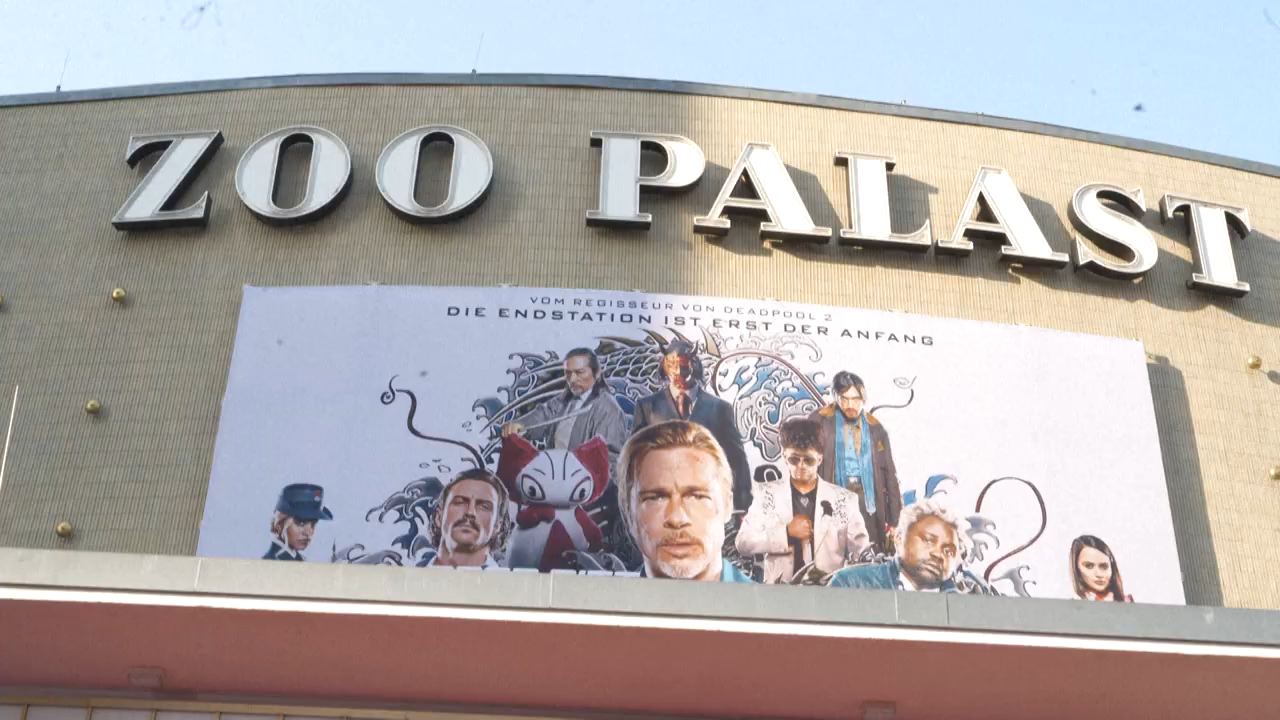 ZOO PALAST
VOM REGISSEUR VON DEADPOOL 2
DIE ENDSTATION IST ERST DER ANFANG